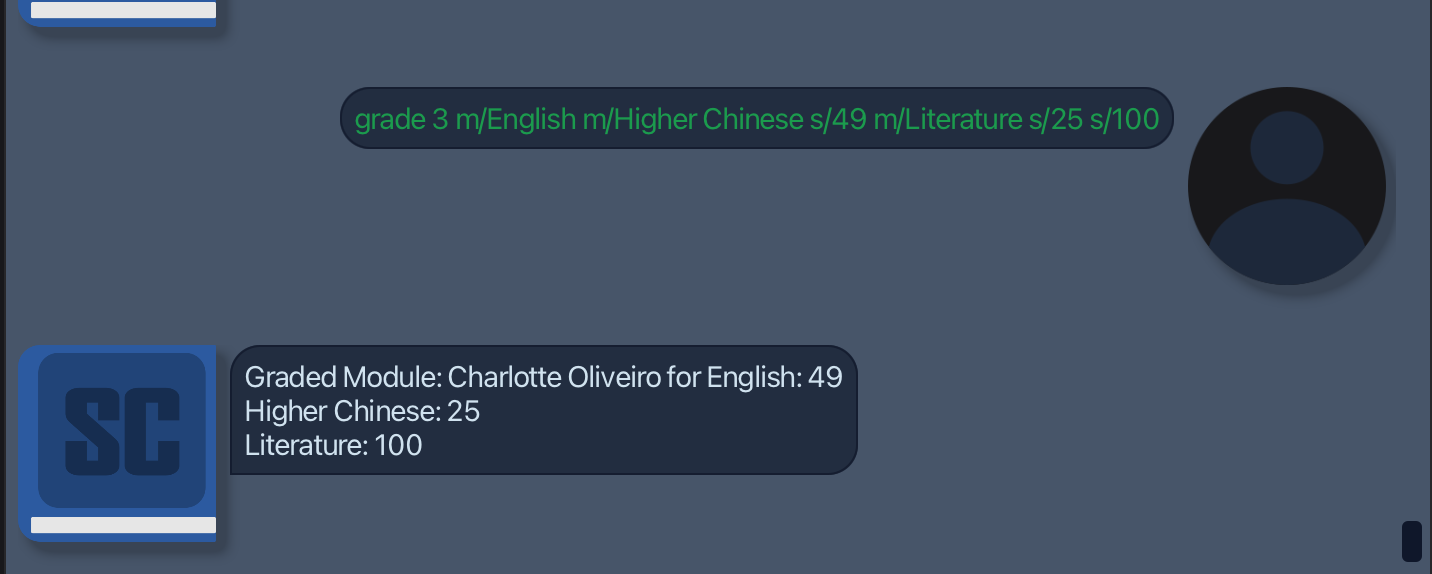 grade 3 m/English m/Higher Chinese s/49 m/Literature s/25 s/100
SC
Graded Module: Charlotte Oliveiro for English: 49
Higher Chinese: 25
Literature: 100